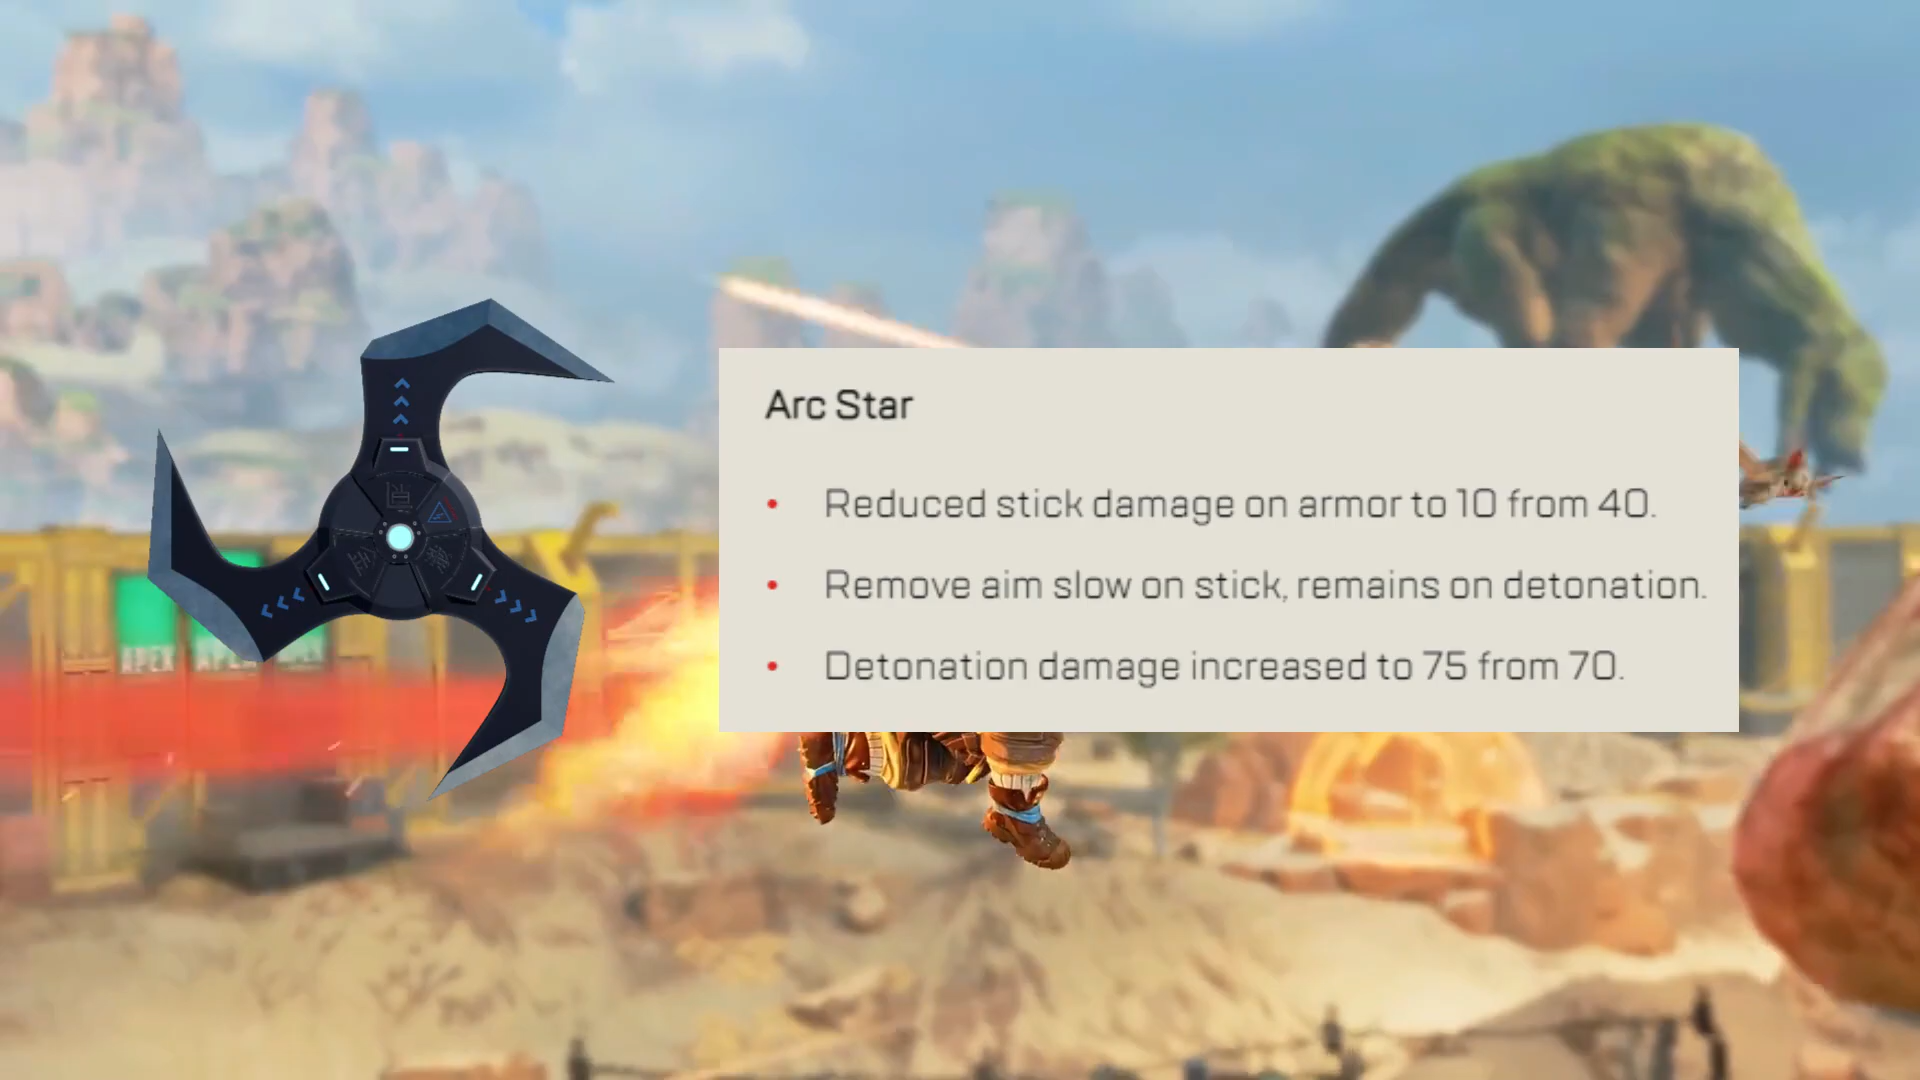 Arc Star
Reduced stick damage on armor to 10 from 40.
Remove aim slow on stick, remains on detonation.
Detonation damage increased to 75 from 70.
APEX